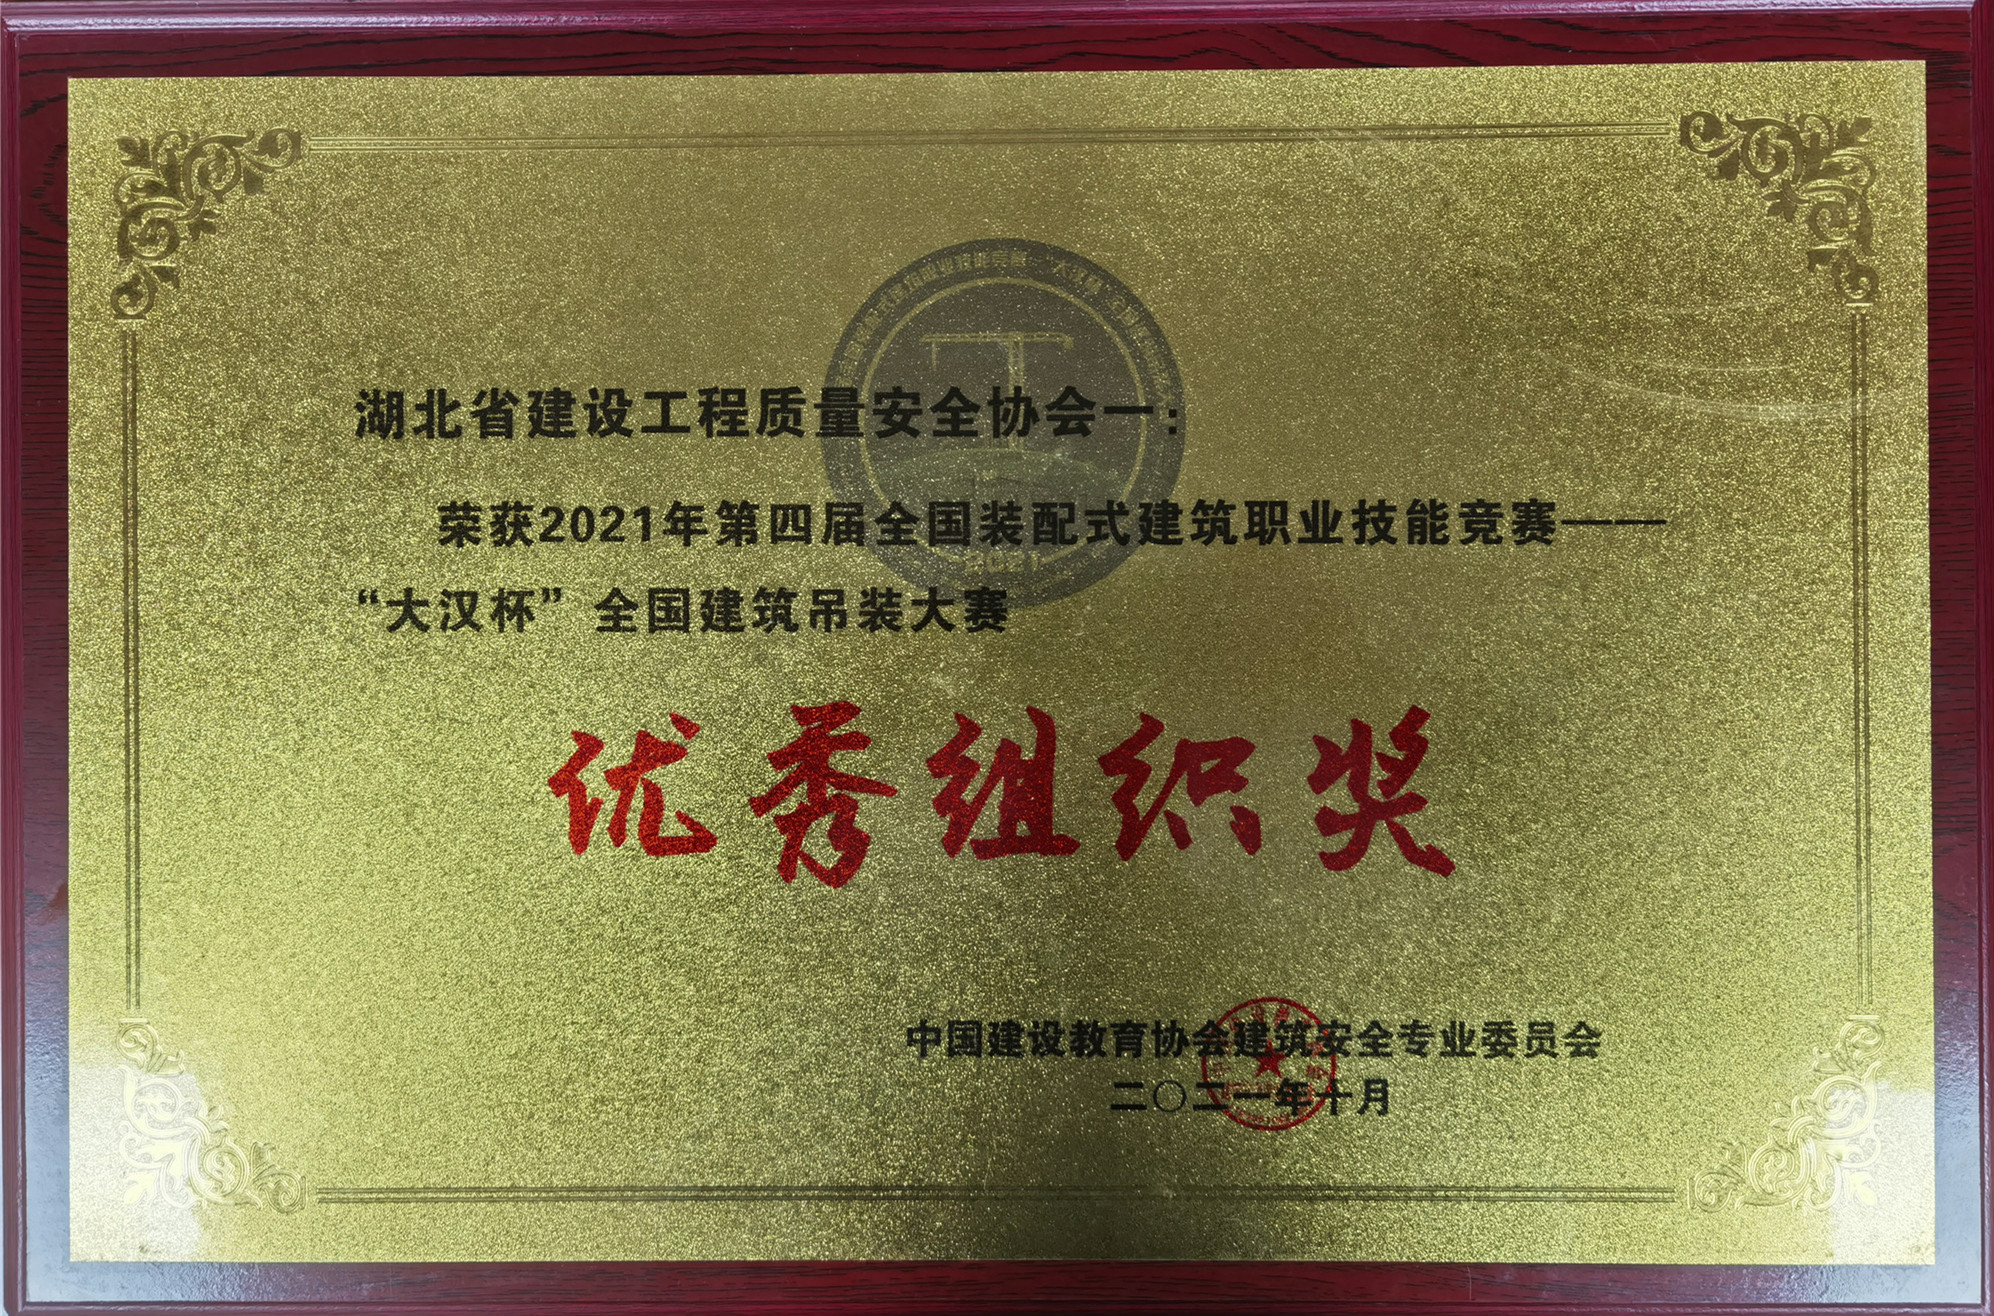 湖北省建设工程质量安全协会一：
荣获2021年第四届全国装配式建筑职业技能竞赛——
“大汉杯”全国建筑吊装大赛
优秀组织奖
中国建设教育协会建筑安全专业委员会
二〇二一年十月